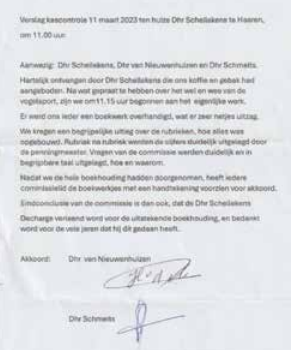 Verslag kascontrole 11 maart 2023 ten huize Dhr Schellekens te Haaren,
om 11.00 uur.
Aanwezig: Dhr Schellekens, Dhr van Nieuwenhuizen en Dhr Schmeits.
Hartelijk ontvangen door Dhr Schellekens die ons koffie en gebak had
aangeboden. Na wat gepraat te hebben over het wel en wee van de
vogelsport, zijn we om 11.15 uur begonnen aan het eigenlijke werk.
Er werd ons ieder een boekwerk overhandigd, wat er zeer netjes uitzag.
We kregen een begrijpelijke uitleg over de rubrieken, hoe alles was
opgebouwd. Rubriek na rubriek werden de cijfers duidelijk uitgelegd door
de penningmeester. Vragen van de commissie werden duidelijk en in
begrijpbare taal uitgelegd, hoe en waarom.
Nadat we de hele boekhouding hadden doorgenomen, heeft iedere
commissielid de boekwerkjes met een handtekening voorzien voor akkoord.
Eindconclusie van de commissie is dan ook, dat de Dhr Schellekens
Decharge verleend word voor de uitstekende boekhouding, en bedankt
word voor de vele jaren dat hij dit gedaan heeft.
Akkoord: Dhr van Nieuwenhuizen
Dhr Schmeits